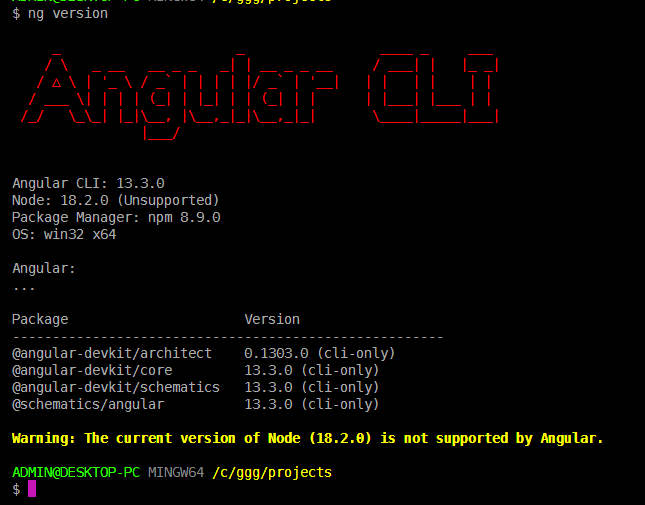 ADMIN@DESKTOP-PC MINGW64 /c/ggg/projects
$ ng version
Angular CLI
Angular CLI: 13.3.0
Node: 18.2.0 (Unsupported)
Package Manager: npm 8.9.0
OS: win32 x64
Angular:
...
Package Version
------------------------------------------------------
@angular-devkit/architect 0.1303.0 (cli-only)
@angular-devkit/core 13.3.0 (cli-only)
@angular-devkit/schematics 13.3.0 (cli-only)
@schematics/angular 13.3.0 (cli-only)
Warning: The current version of Node (18.2.0) is not supported by Angular.
ADMIN@DESKTOP-PC MINGW64 /c/ggg/projects
$